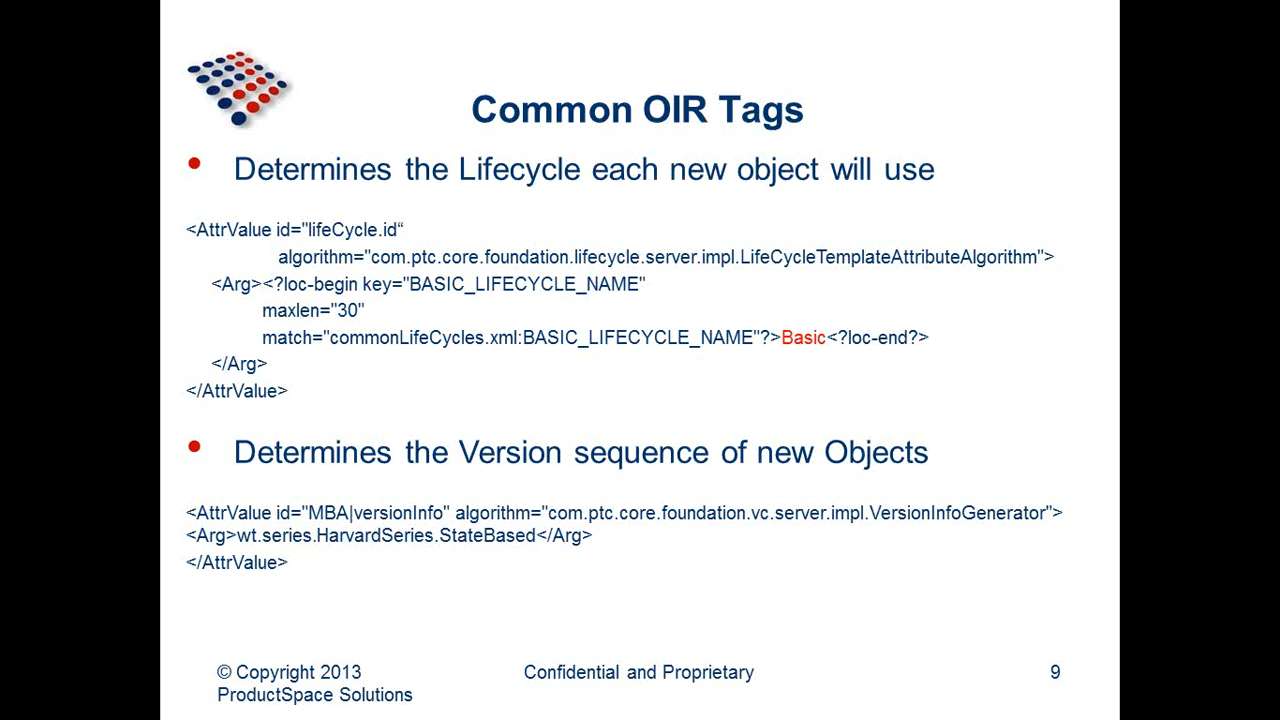 Common OIR Tags
• Determines the Lifecycle each new object will use
<AttrValue id="lifeCycle.id“
algorithm="com.ptc.core.foundation.lifecycle.server.impl.LifeCycleTemplateAttributeAlgorithm">
<Arg><?loc-begin key="BASIC_LIFECYCLE_NAME"
maxlen="30"
match="commonLifeCycles.xml:BASIC_LIFECYCLE_NAME"?>Basic<?loc-end?>
</Arg>
</AttrValue>
• Determines the Version sequence of new Objects
<AttrValue id="MBA|versionInfo" algorithm="com.ptc.core.foundation.vc.server.impl.VersionInfoGenerator">
<Arg>wt.series.HarvardSeries.StateBased</Arg>
</AttrValue>
© Copyright 2013
ProductSpace Solutions
Confidential and Proprietary
9